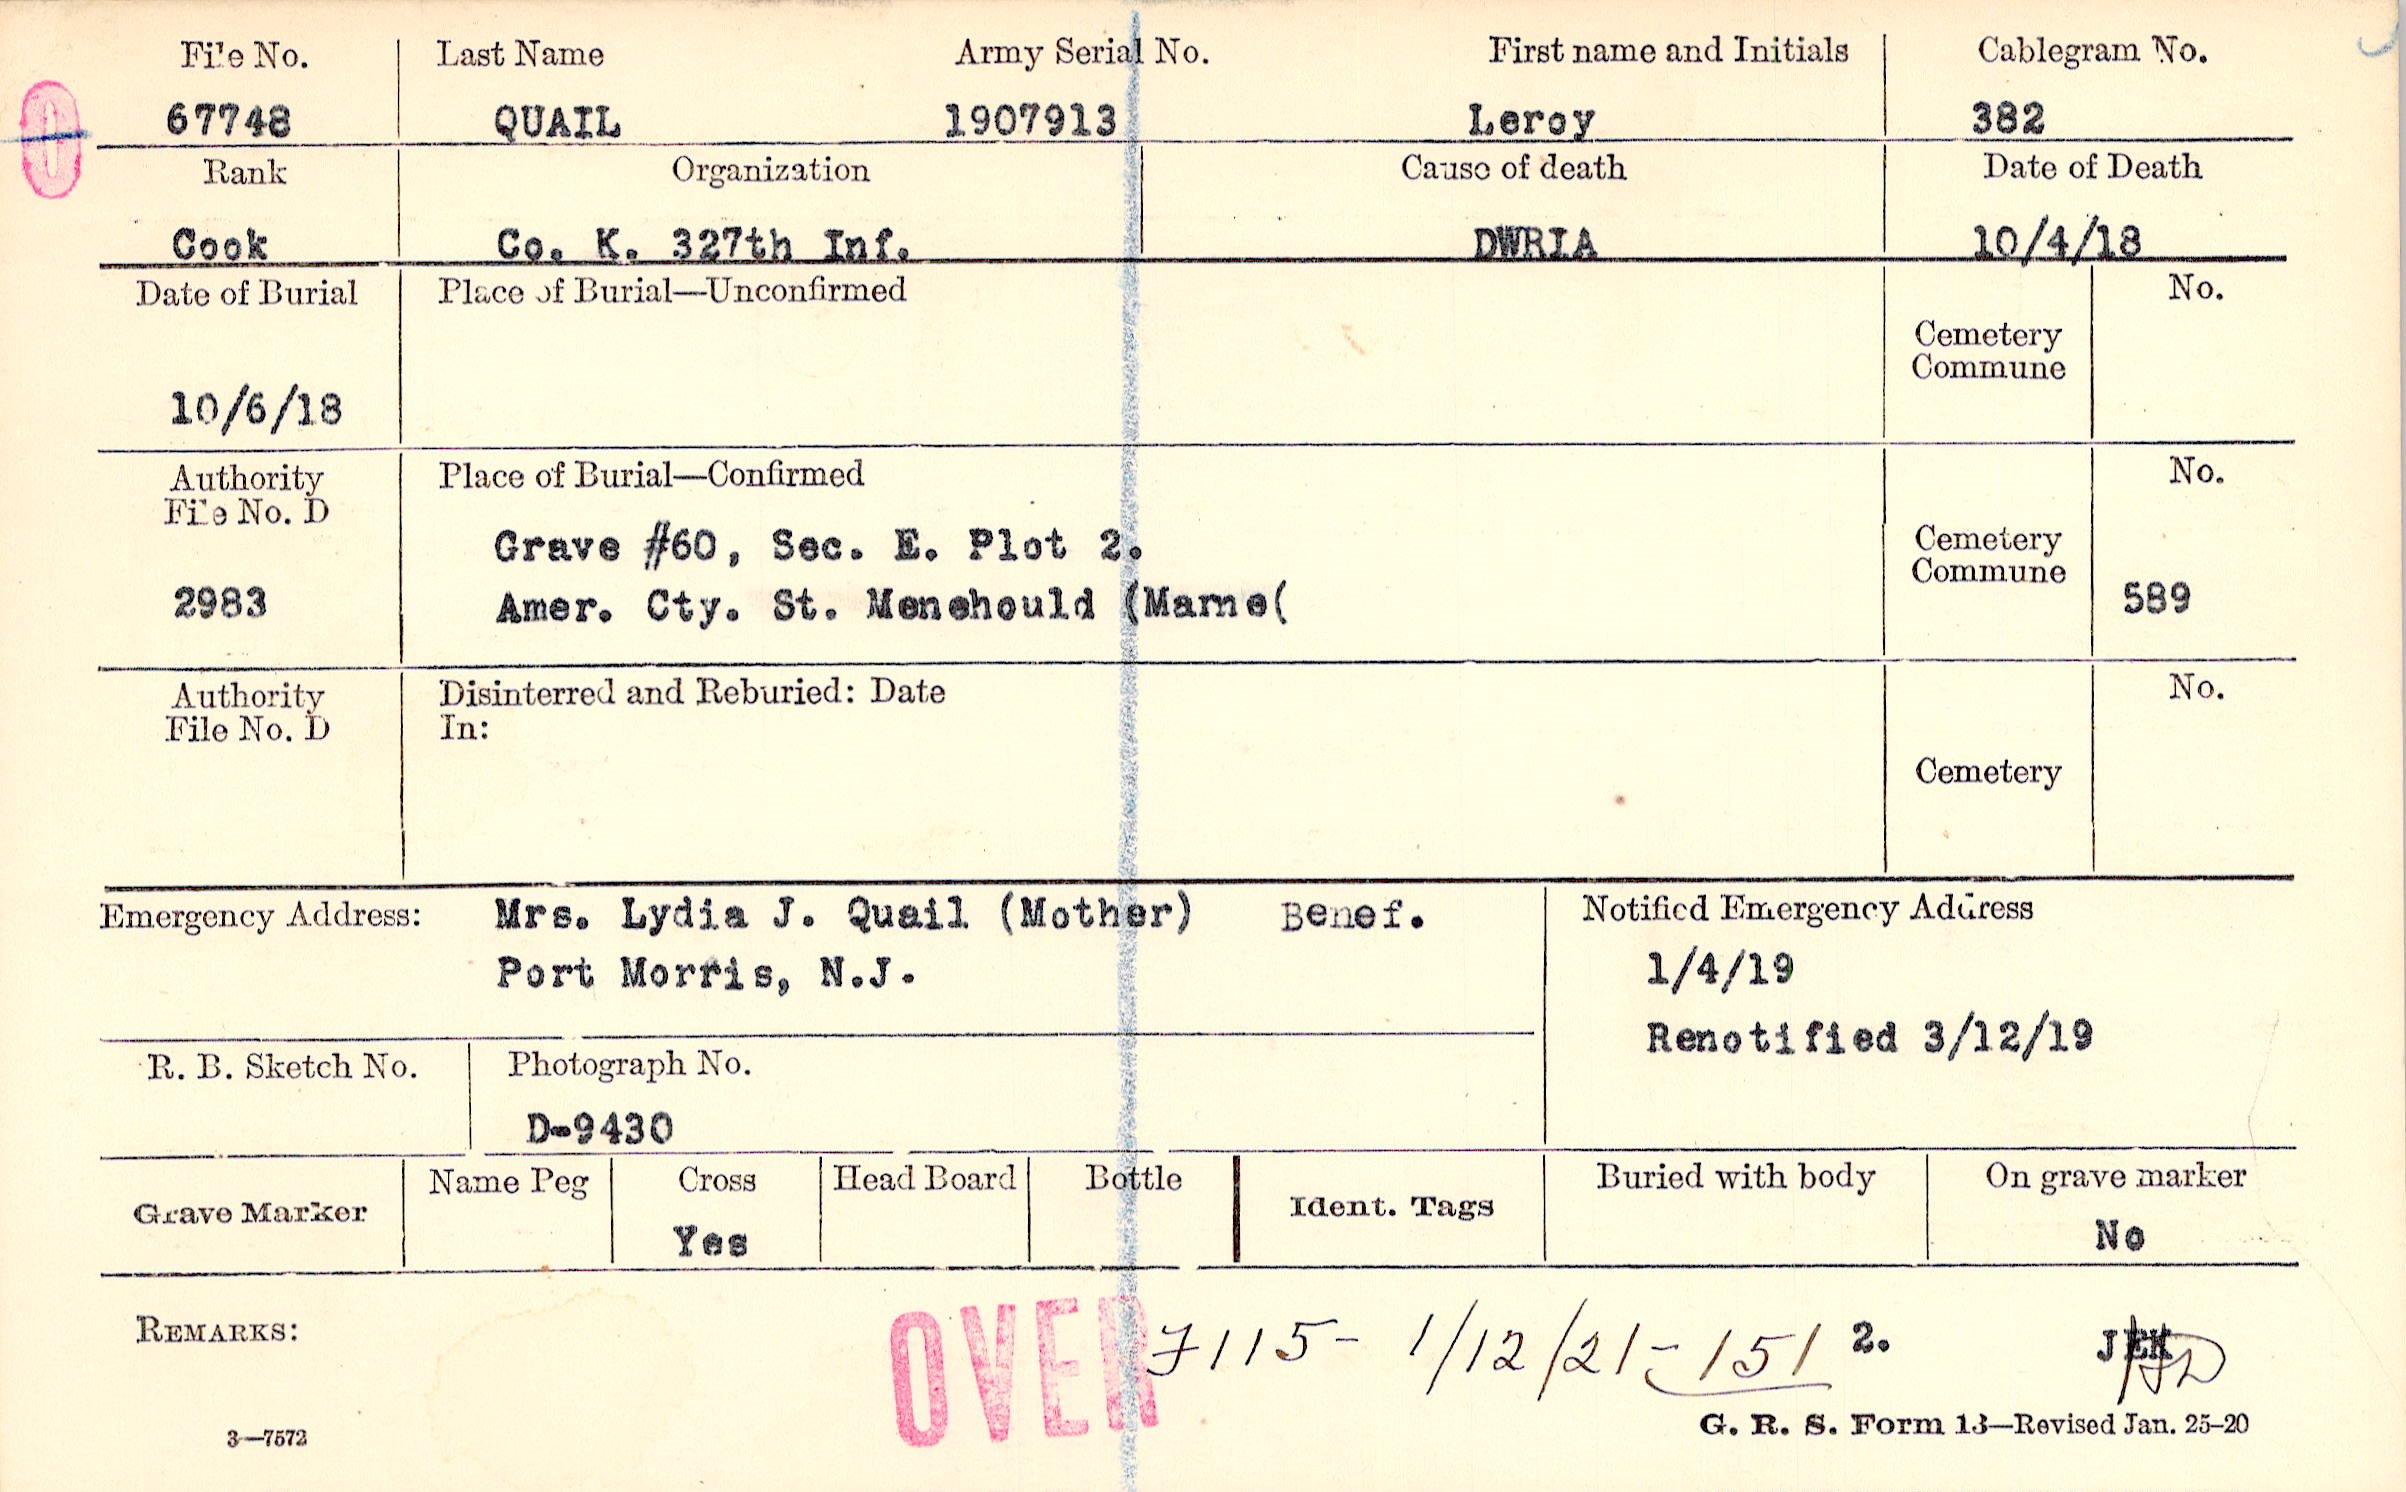 File No. Last Name Army Serial No. First name and Initials Cablegram No.
67748 QUAIL 1907913 Leroy 382
Rank Organization Cause of death Date of Death
Cook Co. K. 327th Inf. DWRIA 10/4/18
Date of Burial Place of Burial—Unconfirmed No.
Cemetery
Commune
10/6/18
Authority Place of Burial—Confirmed No.
File No. D
Grave #60, Sec. E. Plot 2. Cemetery
Commune
2983 Amer. Cty. St. Menehould (Marne( 589
Authority Disinterred and Reburied: Date No.
File No. D In:
Cemetery
Emergency Address: Mrs. Lydia J. Quail (Mother) Benef. Notified Emergency Address
Port Morris, N.J. 1/4/19
Renotified 3/12/19
R. B. Sketch No. Photograph No.
D-9430
Name Peg Cross Head Board Bottle Buried with body On grave marker
Grave Marker Ident. Tags
Yes No
REMARKS: OVER 7115- 1/12/21-151 2. JEK
3—7572 G. R. S. Form 13—Revised Jan. 25-20